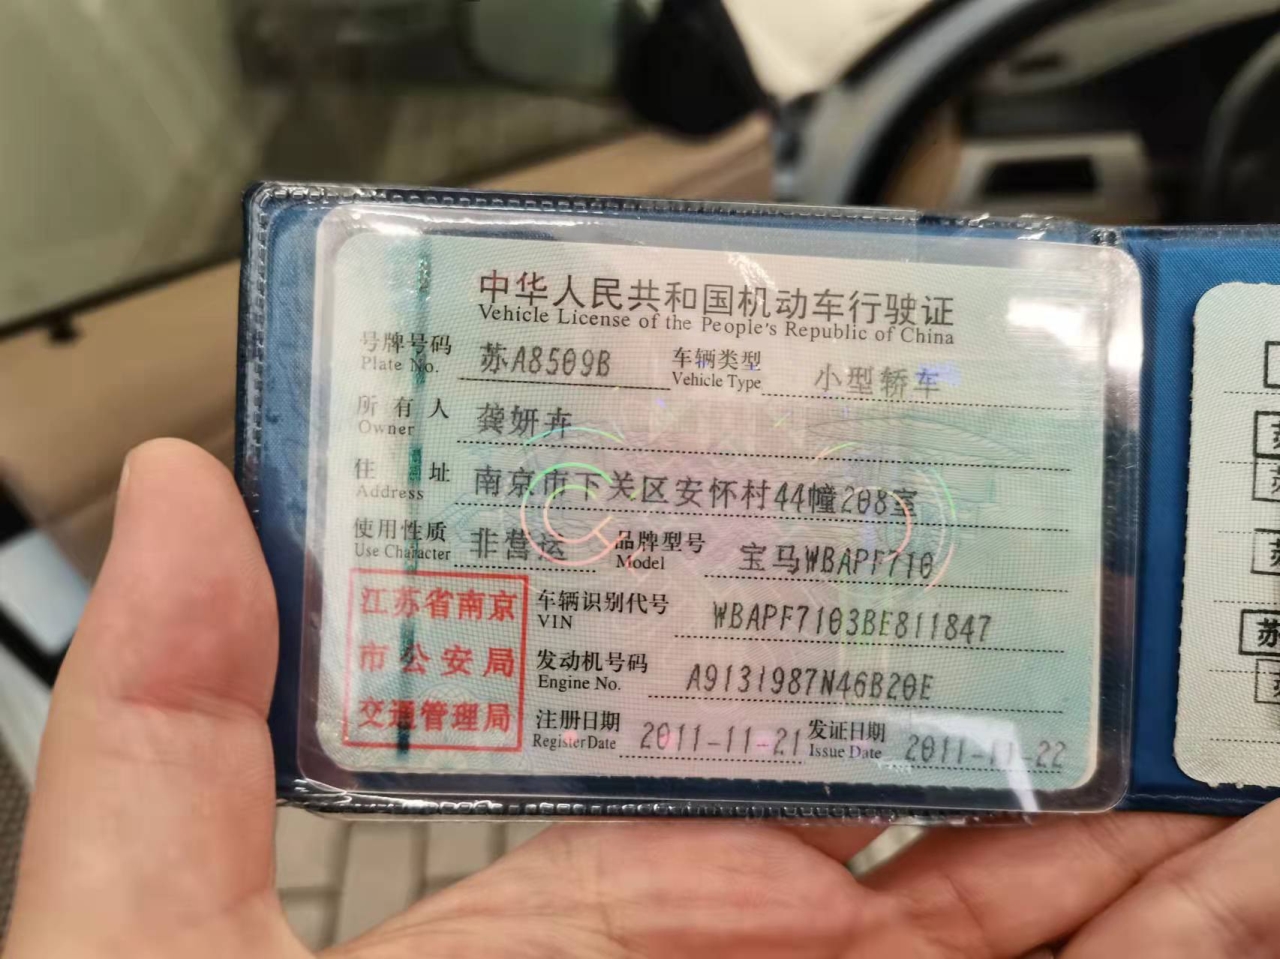 中华人民共和国机动车行驶证
Vehicle License of the People's Republic of China
号牌号码 苏A8509B 车辆类型 小型轿车
Plate No. Vehicle Type
所有人 龚妍卉
Owner
住址 南京市下关区安怀村44幢208室
Address
使用性质 非营运 品牌型号 宝马WBAPF710
Use Character Model
江苏省南京
市公安局
交通管理局
车辆识别代号 WBAPF7103BE811847
VIN
发动机号码 A9131987N46B20E
Engine No.
注册日期 2011-11-21 发证日期 2011-11-22
Register Date Issue Date
苏
苏
苏
苏
苏